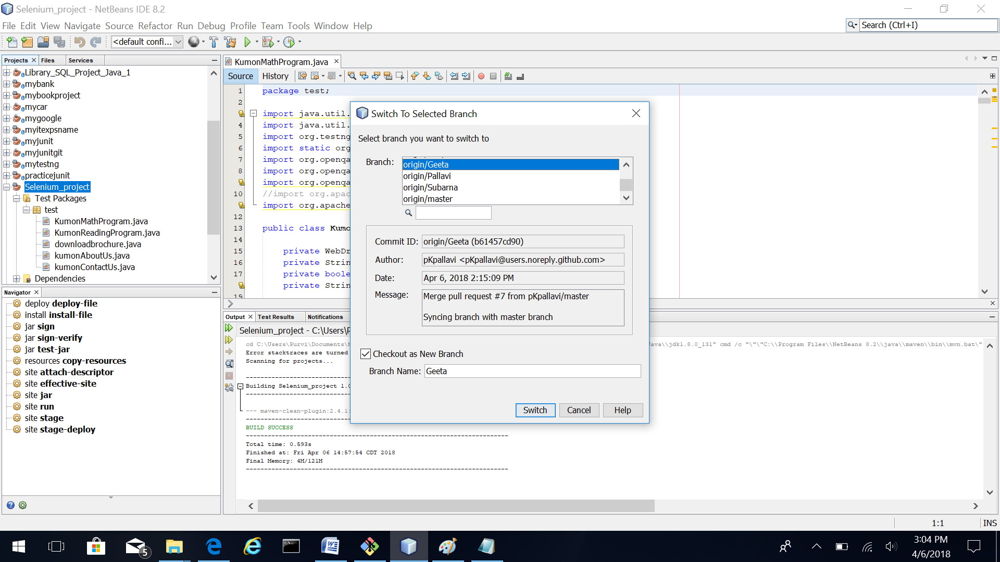 Selenium_project - NetBeans IDE 8.2
File Edit View Navigate Source Refactor Run Debug Profile Team Tools Window Help
Search (Ctrl+I)
<default confi...
Projects
Files
Services
Library_SQL_Project_Java_1
mybank
mybookproject
mycar
mygoogle
myitexpsname
myjunit
myjunitgit
mytestng
practicejunit
Selenium_project
Test Packages
test
KumonMathProgram.java
KumonReadingProgram.java
downloadbrochure.java
kumonAboutUs.java
kumonContactUs.java
Dependencies
Navigator
deploy deploy-file
install install-file
jar sign
jar sign-verify
jar test-jar
resources copy-resources
site attach-descriptor
site effective-site
site jar
site run
site stage
site stage-deploy
KumonMathProgram.java
Source History
1 package test;
2
import java.util.
4 import java.util.
5 import org.testng
6 import static org
7 import org.openqa
8 import org.openqa
import org.openqa
10 //import org.apac
import org.apache
12
13 public class Kumo
14
15 private WebDr
16 private Strin
17 private boole
private Strin
19
Switch To Selected Branch
Select branch you want to switch to
Branch:
origin/Geeta
origin/Pallavi
origin/Subarna
origin/master
Commit ID: origin/Geeta (b61457cd90)
Author: pKpallavi <pKpallavi@users.noreply.github.com>
Date: Apr 6, 2018 2:15:09 PM
Message: Merge pull request #7 from pKpallavi/master
Syncing branch with master branch
Checkout as New Branch
Branch Name: Geeta
Switch Cancel Help
Output
Test Results
Notifications
Selenium_project - C:\Users\P
cd C:\Users\Purvi\Documents\N
ava\\jdk1.8.0_131" cmd /c "\"\"C:\\Program Files\\NetBeans 8.2\\java\\maven\\bin\\mvn.bat\"
Error stacktraces are turned
Scanning for projects...
------------------------------------------------------------------------
Building Selenium_project 1.0
------------------------------------------------------------------------
--- maven-clean-plugin:2.4.1:
------------------------------------------------------------------------
BUILD SUCCESS
------------------------------------------------------------------------
Total time: 0.593s
Finished at: Fri Apr 06 14:57:54 CDT 2018
Final Memory: 4M/121M
------------------------------------------------------------------------
1:1
INS
5
3:04 PM
4/6/2018